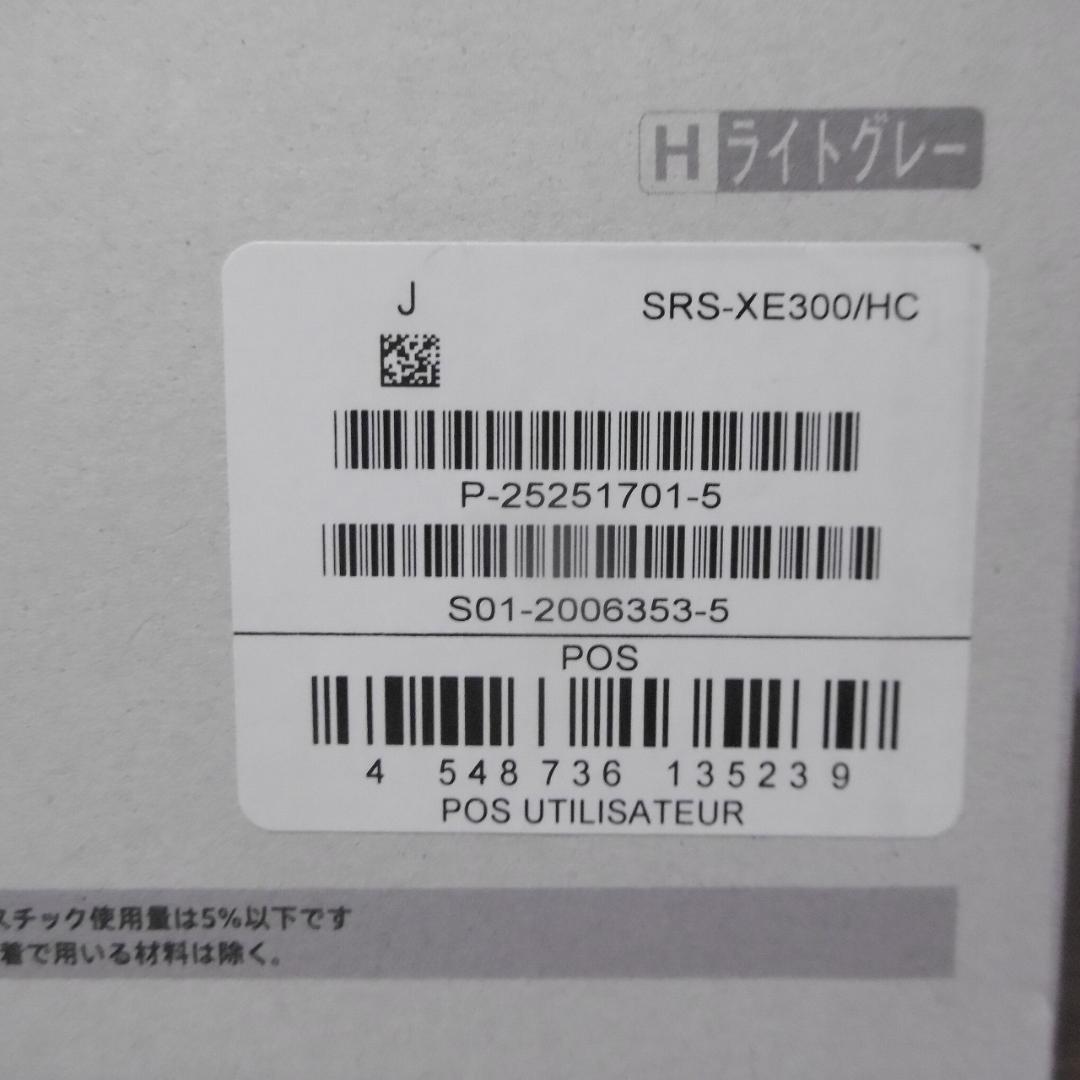 H ライトグレー
J
SRS-XE300/HC
P-25251701-5
S01-2006353-5
POS
4 548736 135239
POS UTILISATEUR
スチック使用量は5%以下です
着で用いる材料は除く。